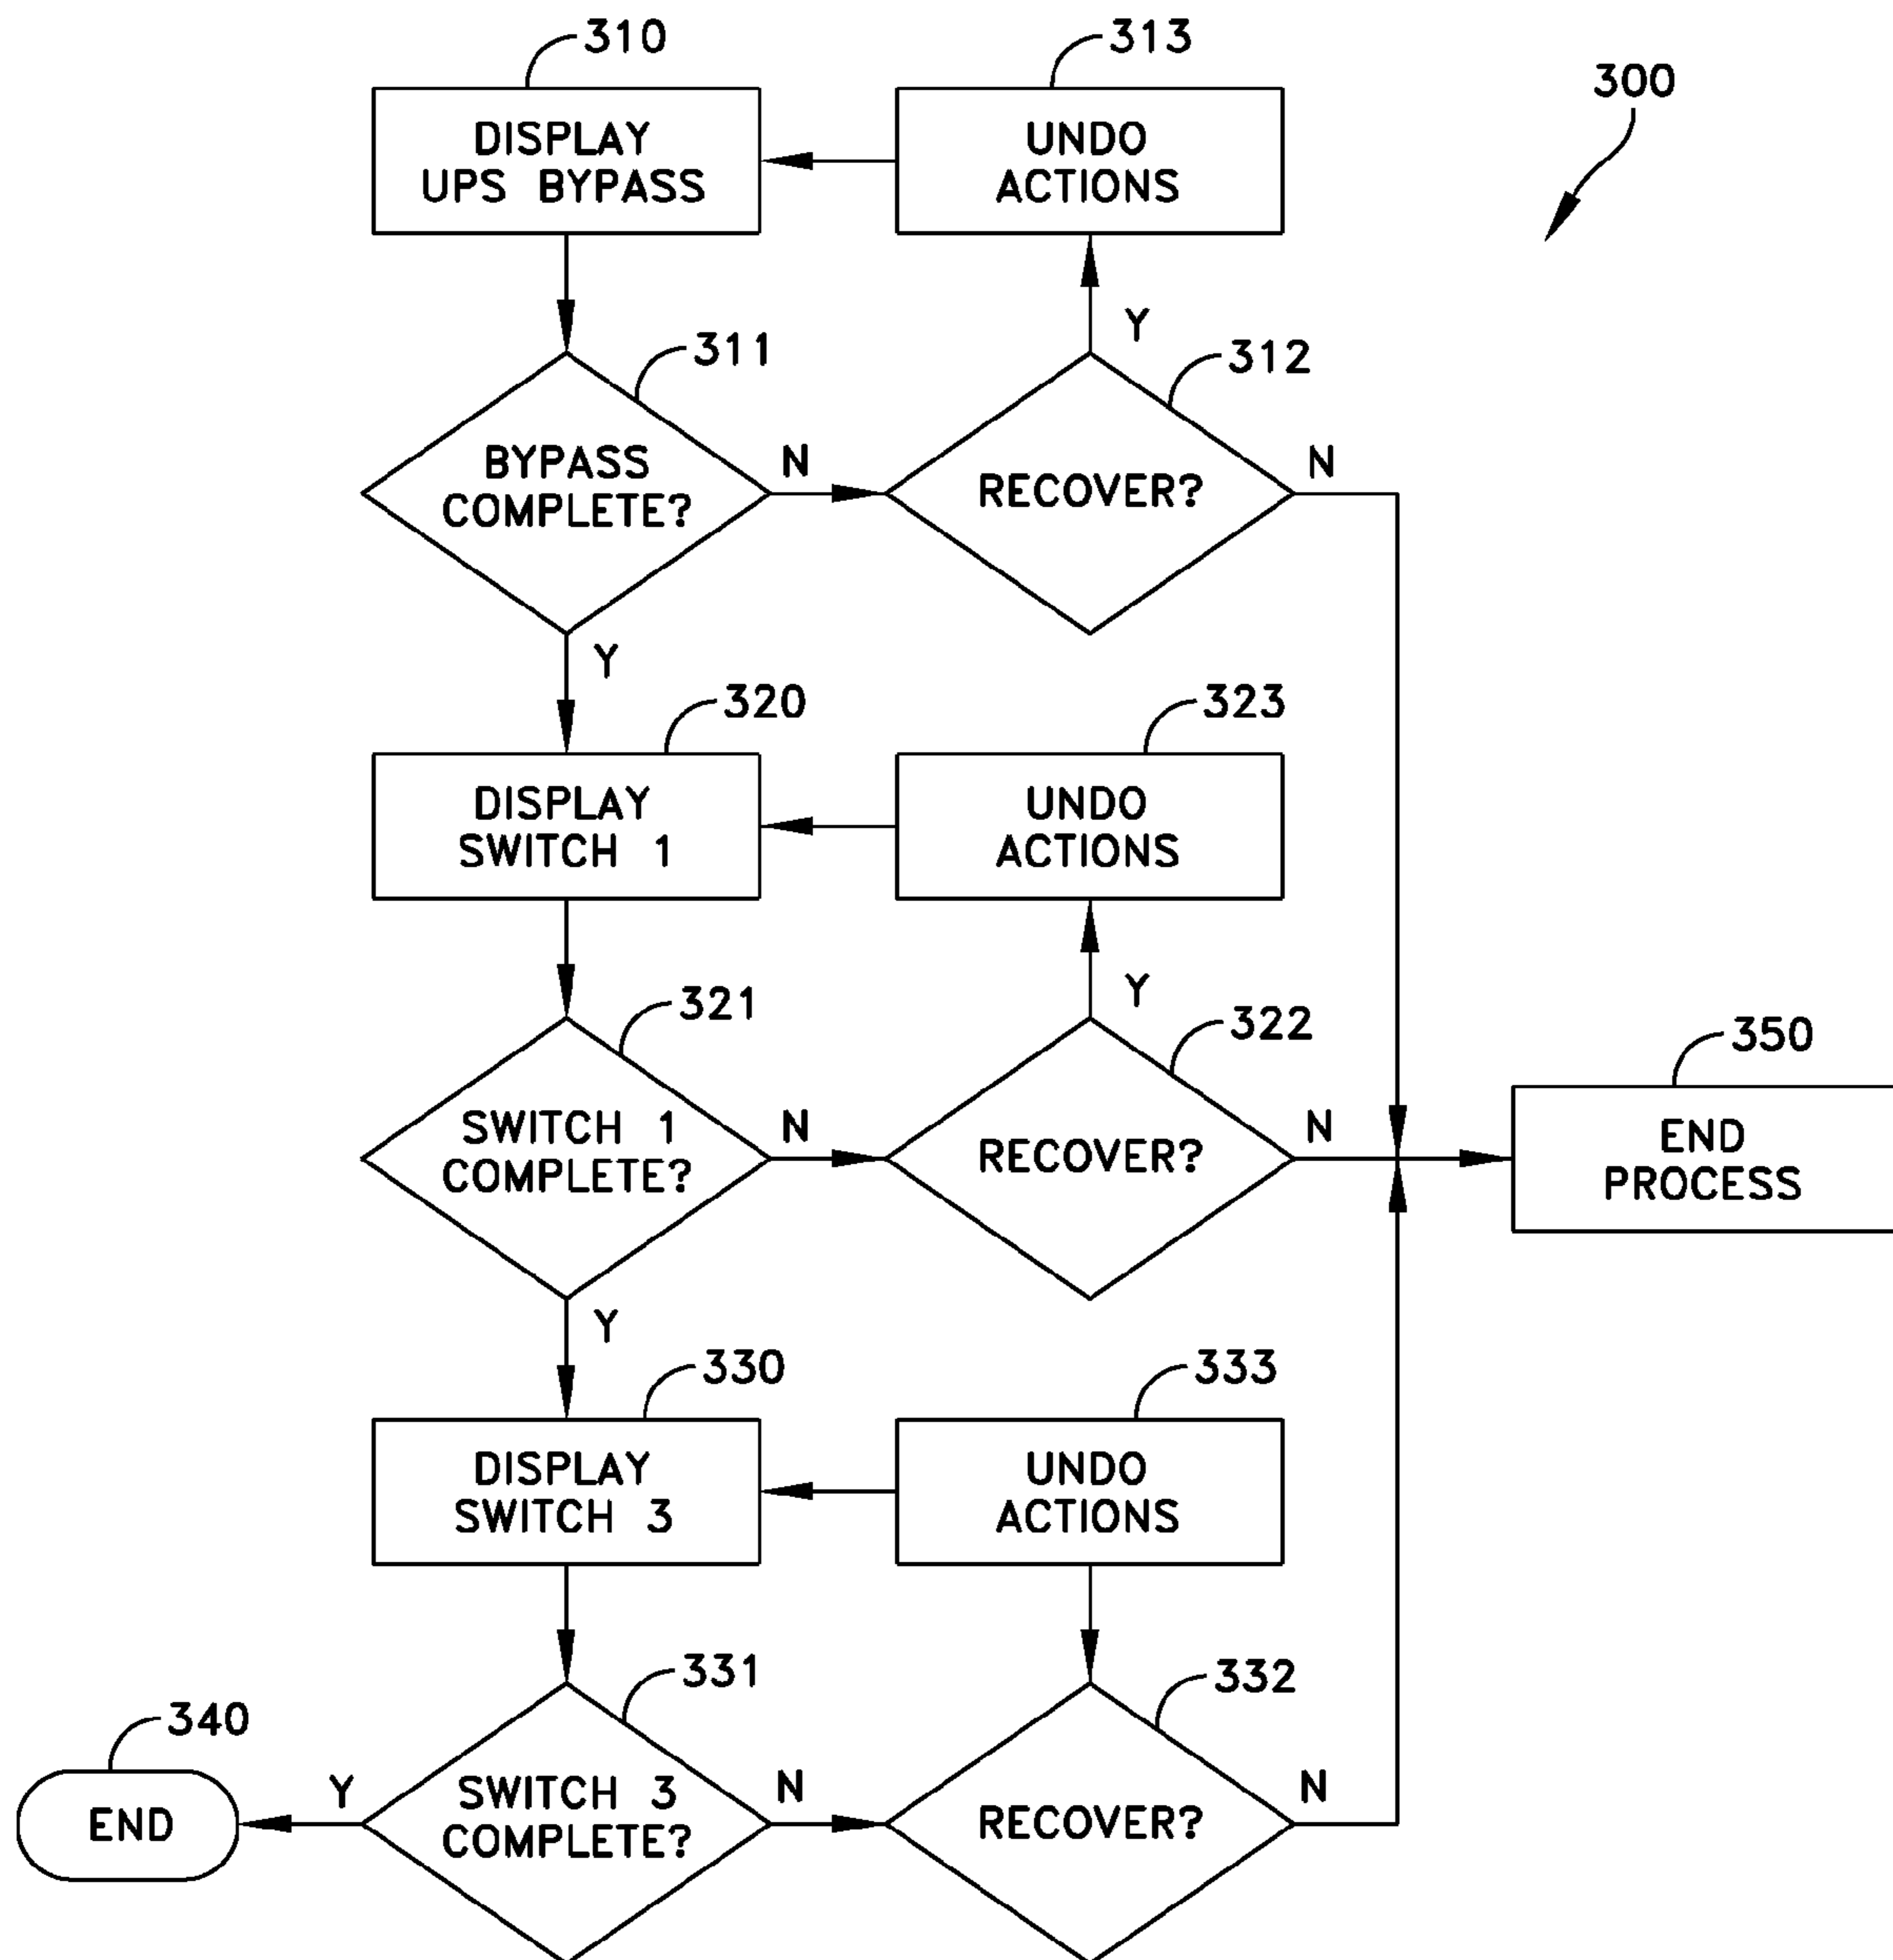 310
313
300
DISPLAY
UPS BYPASS
UNDO
ACTIONS
Y
311
312
BYPASS
COMPLETE?
N
RECOVER?
N
Y
320
323
DISPLAY
SWITCH 1
UNDO
ACTIONS
Y
321
322
350
SWITCH 1
COMPLETE?
N
RECOVER?
N
END
PROCESS
Y
330
333
DISPLAY
SWITCH 3
UNDO
ACTIONS
331
332
340
END
Y
SWITCH 3
COMPLETE?
N
RECOVER?
N